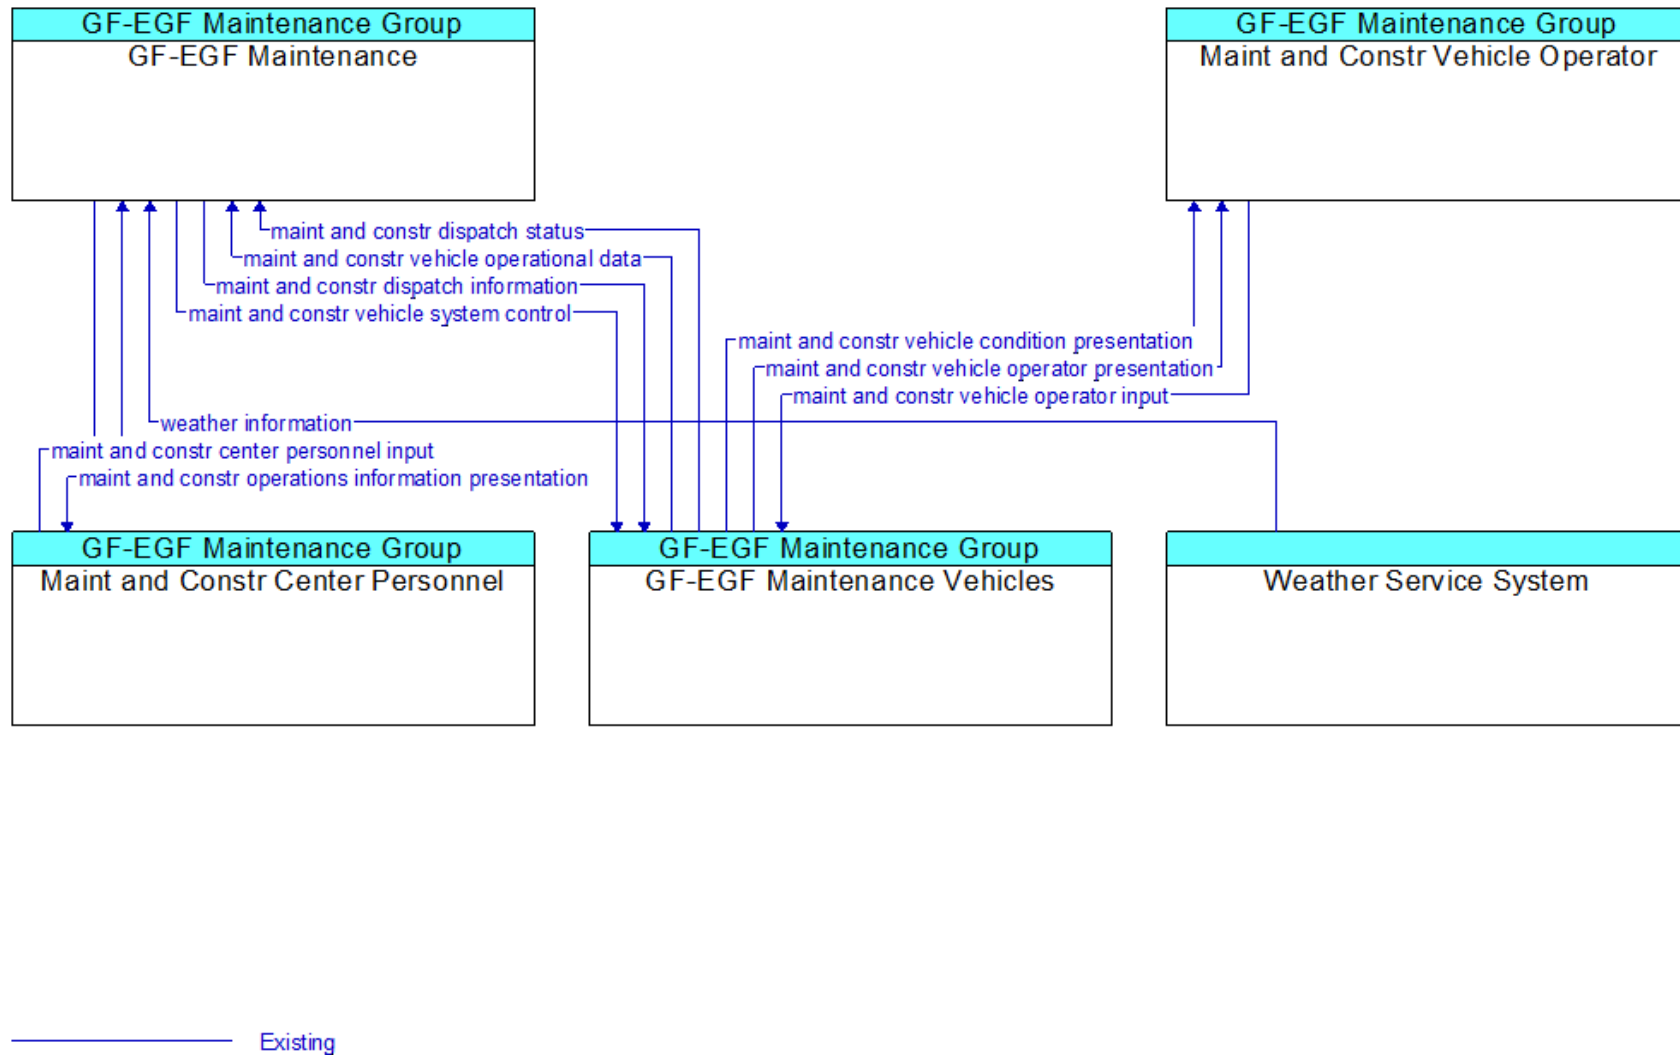 GF-EGF Maintenance Group
GF-EGF Maintenance
GF-EGF Maintenance Group
Maint and Constr Vehicle Operator
maint and constr dispatch status
maint and constr vehicle operational data
maint and constr dispatch information
maint and constr vehicle system control
maint and constr vehicle condition presentation
maint and constr vehicle operator presentation
maint and constr vehicle operator input
weather information
maint and constr center personnel input
maint and constr operations information presentation
GF-EGF Maintenance Group
Maint and Constr Center Personnel
GF-EGF Maintenance Group
GF-EGF Maintenance Vehicles
Weather Service System
Existing